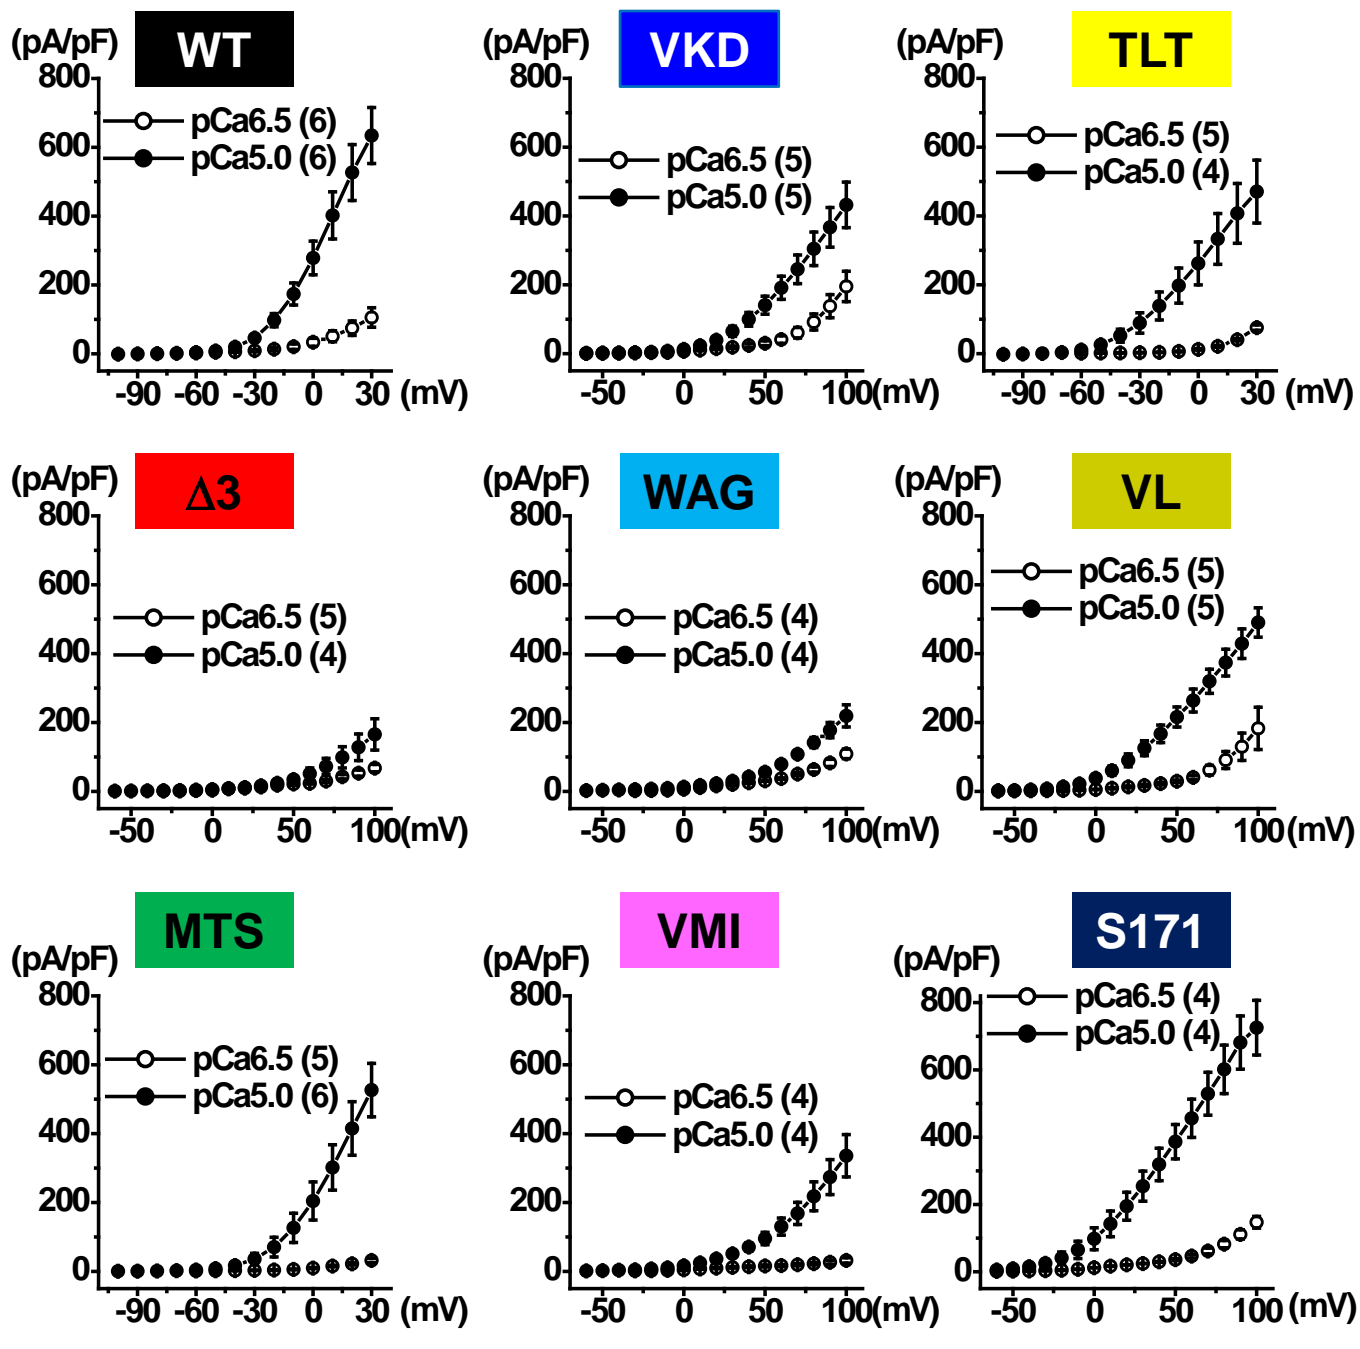 (pA/pF) WT
800
600
400
200
0
pCa6.5 (6)
pCa5.0 (6)
-90 -60 -30 0 30 (mV)
(pA/pF) VKD
800
600
400
200
0
pCa6.5 (5)
pCa5.0 (5)
-50 0 50 100(mV)
(pA/pF) TLT
800
600
400
200
0
pCa6.5 (5)
pCa5.0 (4)
-90 -60 -30 0 30 (mV)
(pA/pF) Δ3
800
600
400
200
0
pCa6.5 (5)
pCa5.0 (4)
-50 0 50 100(mV)
(pA/pF) WAG
800
600
400
200
0
pCa6.5 (4)
pCa5.0 (4)
-50 0 50 100(mV)
(pA/pF) VL
800
600
400
200
0
pCa6.5 (5)
pCa5.0 (5)
-50 0 50 100(mV)
(pA/pF) MTS
800
600
400
200
0
pCa6.5 (5)
pCa5.0 (6)
-90 -60 -30 0 30 (mV)
(pA/pF) VMI
800
600
400
200
0
pCa6.5 (4)
pCa5.0 (4)
-50 0 50 100(mV)
(pA/pF) S171
800
600
400
200
0
pCa6.5 (4)
pCa5.0 (4)
-50 0 50 100(mV)